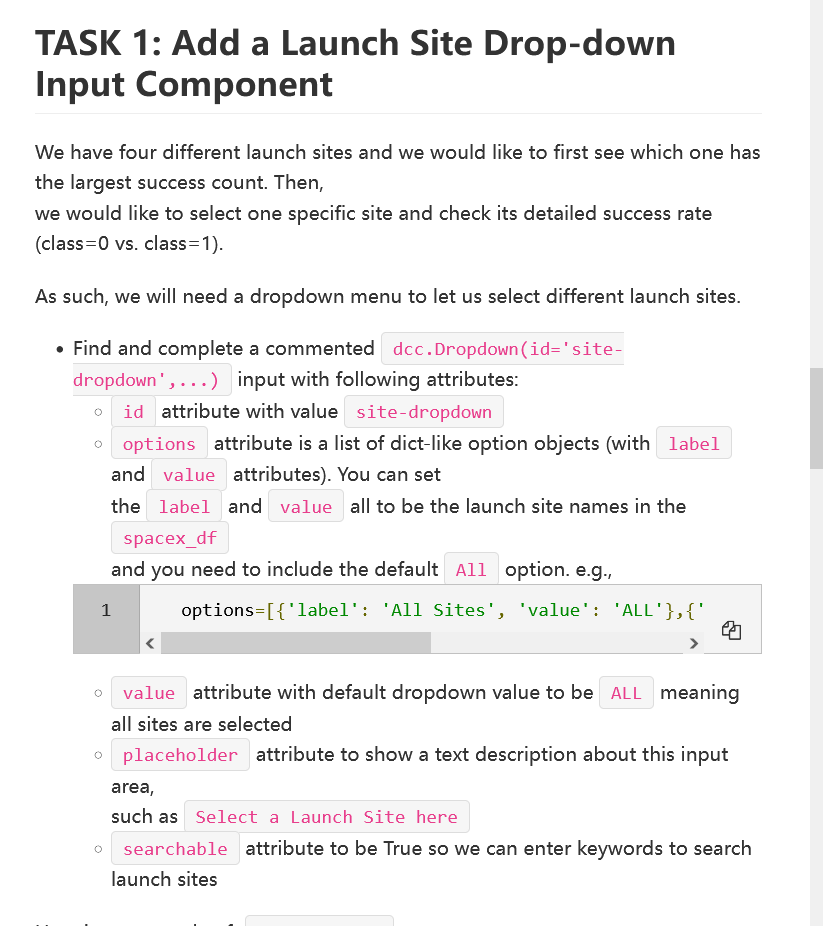 TASK 1: Add a Launch Site Drop-down
Input Component
We have four different launch sites and we would like to first see which one has
the largest success count. Then,
we would like to select one specific site and check its detailed success rate
(class=0 vs. class=1).
As such, we will need a dropdown menu to let us select different launch sites.
• Find and complete a commented dcc.Dropdown(id='site-
dropdown',...) input with following attributes:
◦ id attribute with value site-dropdown
◦ options attribute is a list of dict-like option objects (with label
and value attributes). You can set
the label and value all to be the launch site names in the
spacex_df
and you need to include the default All option. e.g.,
1 options=[{'label': 'All Sites', 'value': 'ALL'},{'
◦ value attribute with default dropdown value to be ALL meaning
all sites are selected
◦ placeholder attribute to show a text description about this input
area,
such as Select a Launch Site here
◦ searchable attribute to be True so we can enter keywords to search
launch sites